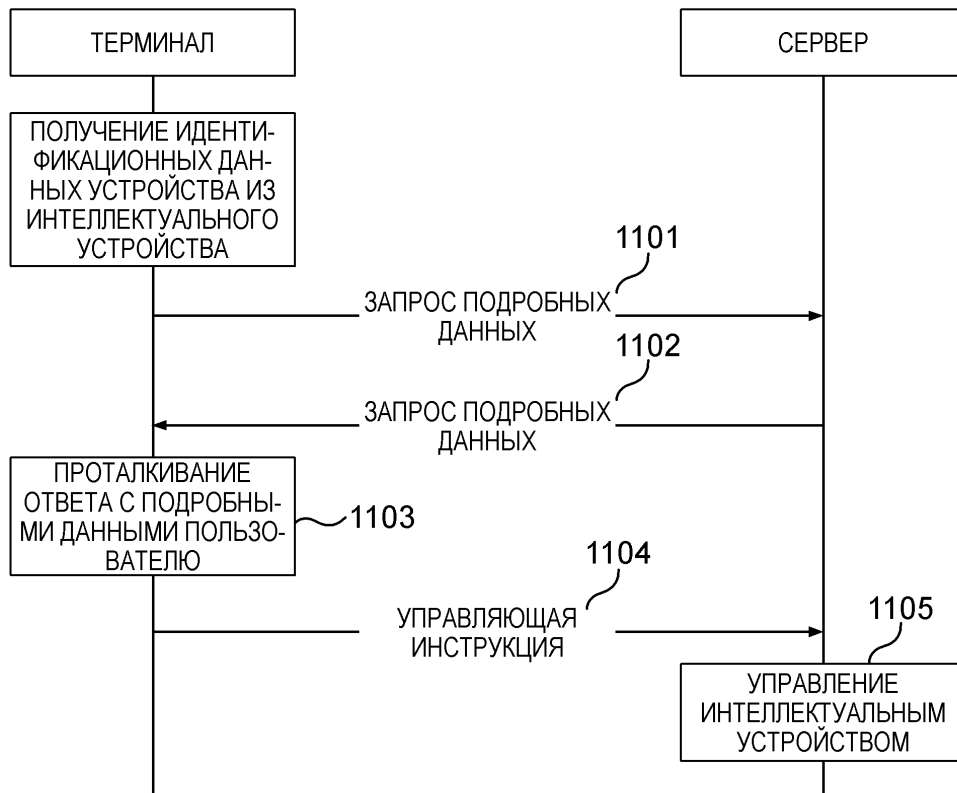 ТЕРМИНАЛ
СЕРВЕР
ПОЛУЧЕНИЕ ИДЕНТИ-
ФИКАЦИОННЫХ ДАН-
НЫХ УСТРОЙСТВА ИЗ
ИНТЕЛЛЕКТУАЛЬНОГО
УСТРОЙСТВА
1101
ЗАПРОС ПОДРОБНЫХ
ДАННЫХ
1102
ЗАПРОС ПОДРОБНЫХ
ДАННЫХ
ПРОТАЛКИВАНИЕ
ОТВЕТА С ПОДРОБНЫ-
МИ ДАННЫМИ ПОЛЬЗО-
ВАТЕЛЮ
1103
1104
УПРАВЛЯЮЩАЯ
ИНСТРУКЦИЯ
1105
УПРАВЛЕНИЕ
ИНТЕЛЛЕКТУАЛЬНЫМ
УСТРОЙСТВОМ